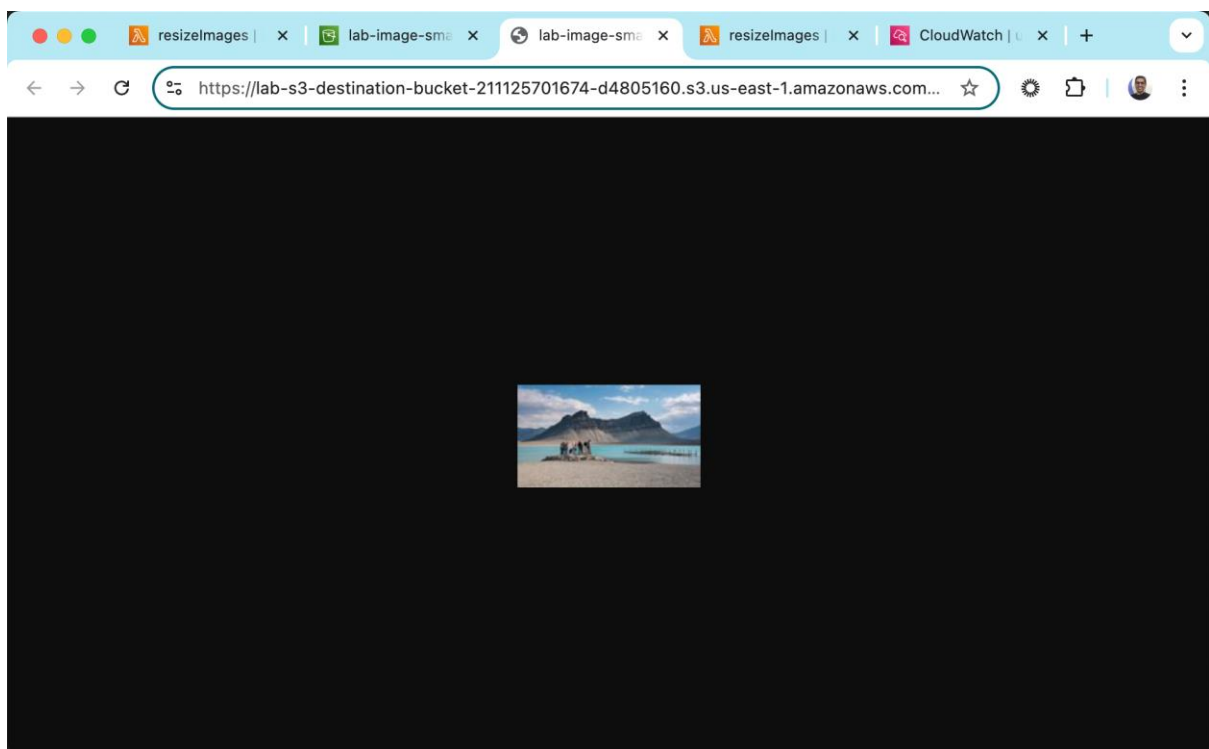 resizeImages |
lab-image-sma
lab-image-sma
resizeImages |
CloudWatch | u
https://lab-s3-destination-bucket-211125701674-d4805160.s3.us-east-1.amazonaws.com...